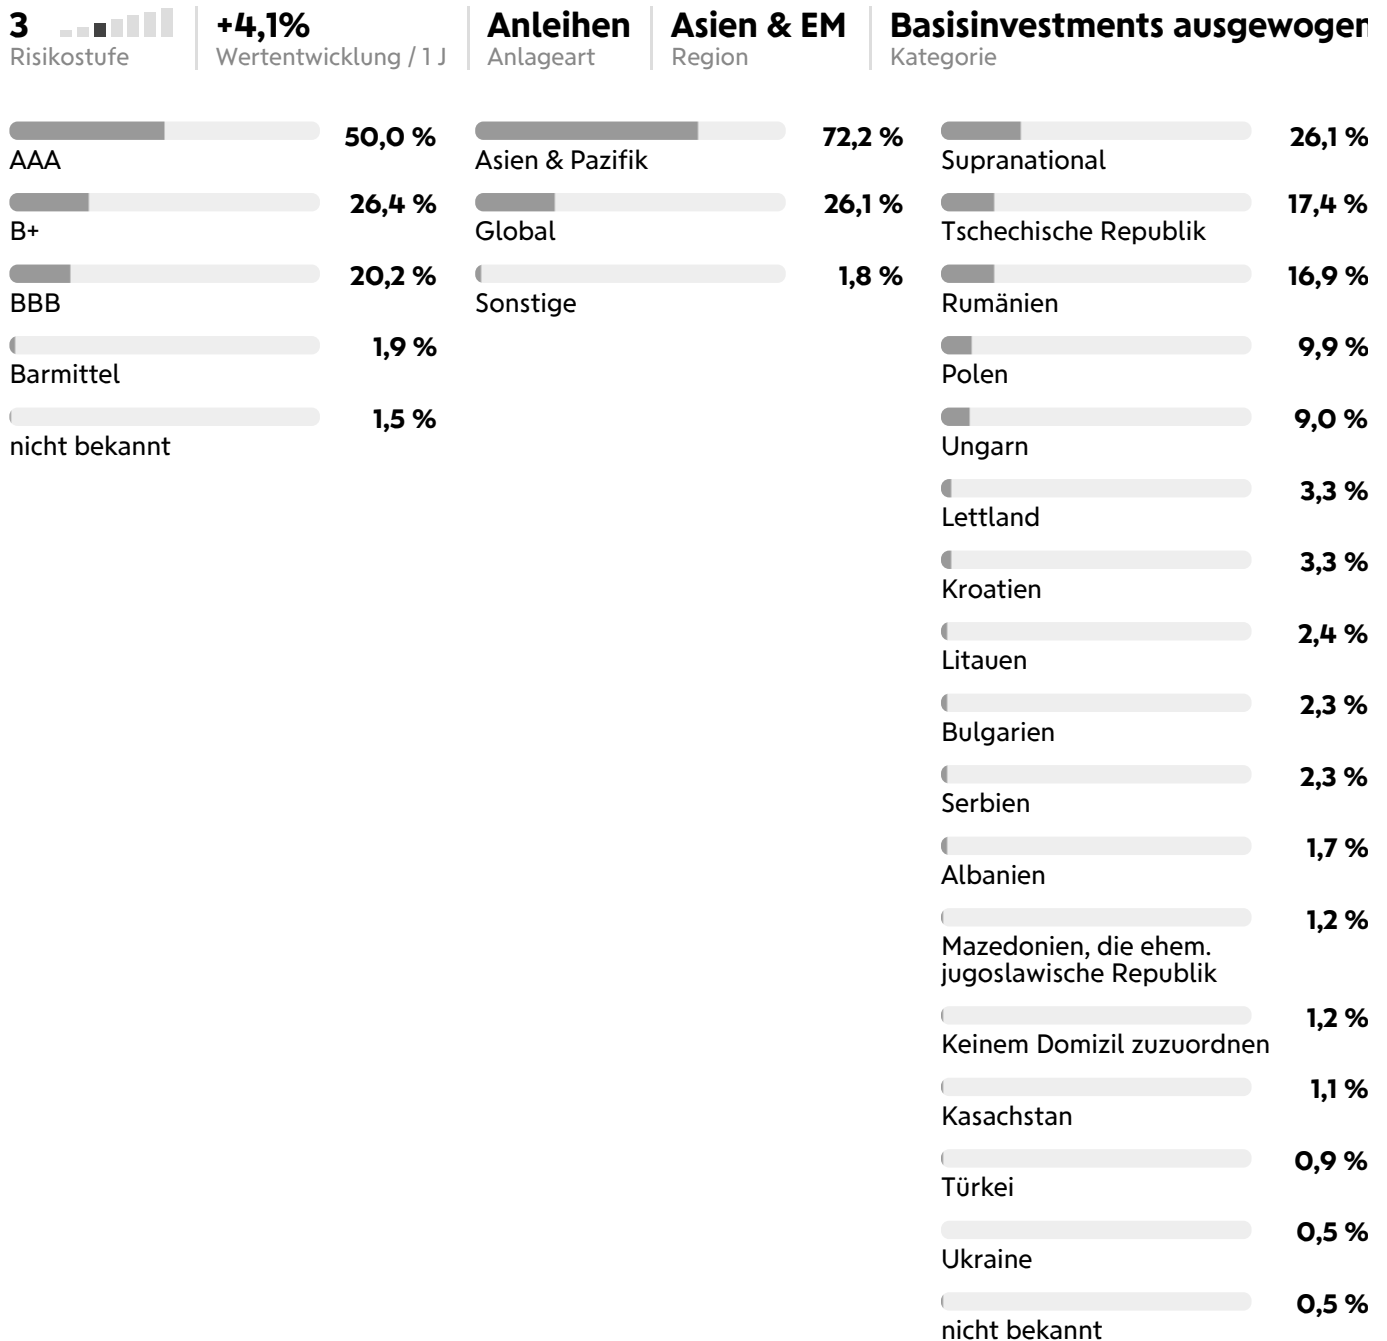 3
Risikostufe
+4,1%
Wertentwicklung / 1 J
Anleihen
Anlageart
Asien & EM
Region
Basisinvestments ausgewogen
Kategorie
50,0 %
AAA
26,4 %
B+
20,2 %
BBB
1,9 %
Barmittel
1,5 %
nicht bekannt
72,2 %
Asien & Pazifik
26,1 %
Global
1,8 %
Sonstige
26,1 %
Supranational
17,4 %
Tschechische Republik
16,9 %
Rumänien
9,9 %
Polen
9,0 %
Ungarn
3,3 %
Lettland
3,3 %
Kroatien
2,4 %
Litauen
2,3 %
Bulgarien
2,3 %
Serbien
1,7 %
Albanien
1,2 %
Mazedonien, die ehem.
jugoslawische Republik
1,2 %
Keinem Domizil zuzuordnen
1,1 %
Kasachstan
0,9 %
Türkei
0,5 %
Ukraine
0,5 %
nicht bekannt